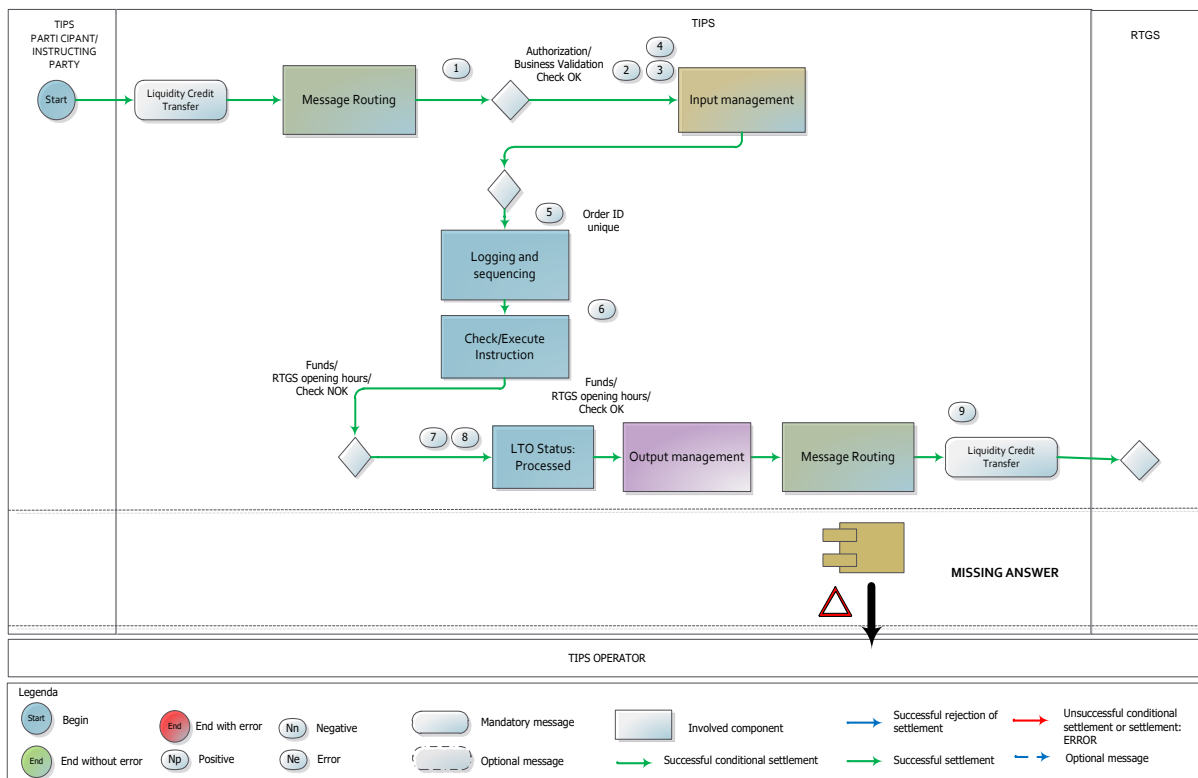 TIPS
PARTI CIPANT/
INSTRUCTING
PARTY
TIPS
RTGS
Start
Liquidity Credit
Transfer
Message Routing
1
Authorization/
Business Validation
Check OK
2
4
3
Input management
5
Order ID
unique
Logging and
sequencing
6
Check/Execute
Instruction
Funds/
RTGS opening hours/
Check NOK
Funds/
RTGS opening hours/
Check OK
7
8
LTO Status:
Processed
Output management
Message Routing
9
Liquidity Credit
Transfer
MISSING ANSWER
TIPS OPERATOR
Legenda
Start
Begin
End
End with error
Nn
Negative
Mandatory message
Involved component
Successful rejection of
settlement
Unsuccessful conditional
settlement or settlement:
ERROR
End
End without error
Np
Positive
Ne
Error
Optional message
Successful conditional settlement
Successful settlement
Optional message